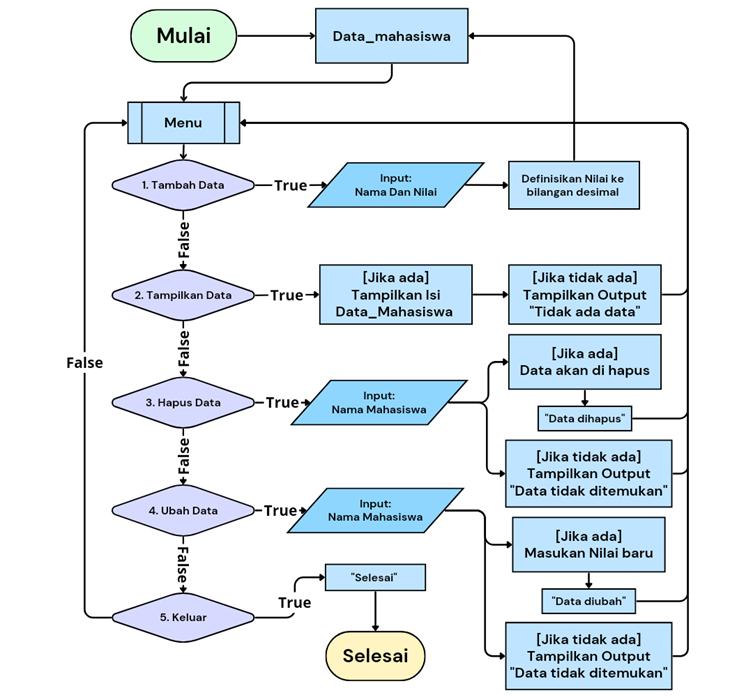 Mulai
Data_mahasiswa
Menu
1. Tambah Data
True
Input:
Nama Dan Nilai
Definisikan Nilai ke
bilangan desimal
False
2. Tampilkan Data
True
[Jika ada]
Tampilkan Isi
Data_Mahasiswa
[Jika tidak ada]
Tampilkan Output
"Tidak ada data"
False
False
3. Hapus Data
True
Input:
Nama Mahasiswa
[Jika ada]
Data akan di hapus
"Data dihapus"
[Jika tidak ada]
Tampilkan Output
"Data tidak ditemukan"
False
4. Ubah Data
True
Input:
Nama Mahasiswa
[Jika ada]
Masukan Nilai baru
"Data diubah"
[Jika tidak ada]
Tampilkan Output
"Data tidak ditemukan"
False
5. Keluar
True
"Selesai"
Selesai